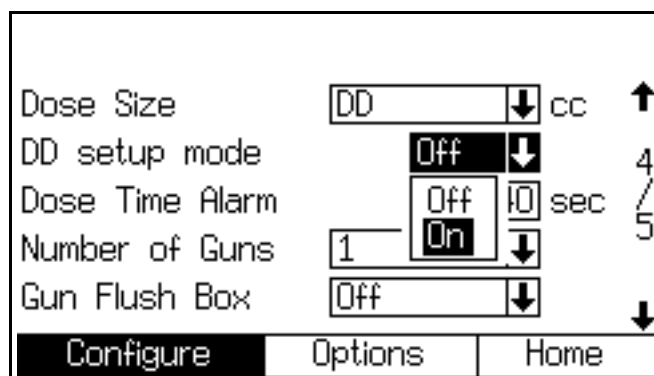 Dose Size DD cc
DD setup mode Off
Dose Time Alarm 0 sec
Off
On
Number of Guns 1
Gun Flush Box Off
4/5
Configure Options Home